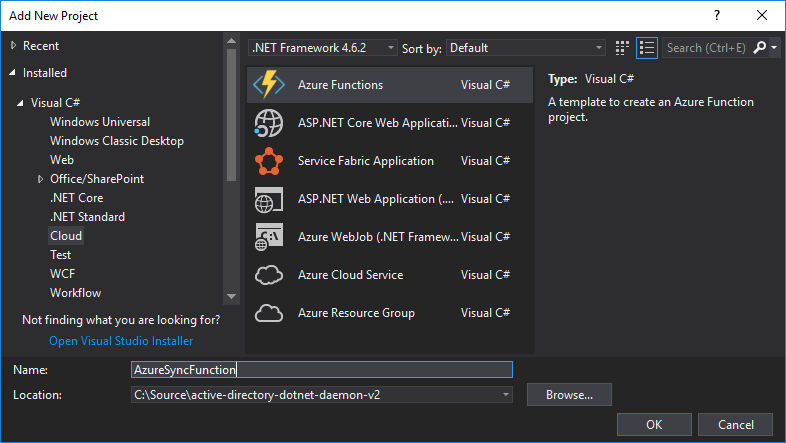 Add New Project
?
Recent
Installed
Visual C#
Windows Universal
Windows Classic Desktop
Web
Office/SharePoint
.NET Core
.NET Standard
Cloud
Test
WCF
Workflow
Not finding what you are looking for?
Open Visual Studio Installer
.NET Framework 4.6.2 Sort by: Default
Search (Ctrl+E)
Azure Functions Visual C#
ASP.NET Core Web Applicati... Visual C#
Service Fabric Application Visual C#
ASP.NET Web Application (.... Visual C#
Azure WebJob (.NET Framew... Visual C#
Azure Cloud Service Visual C#
Azure Resource Group Visual C#
Type: Visual C#
A template to create an Azure Function
project.
Name: AzureSyncFunction
Location: C:\Source\active-directory-dotnet-daemon-v2
Browse...
OK Cancel